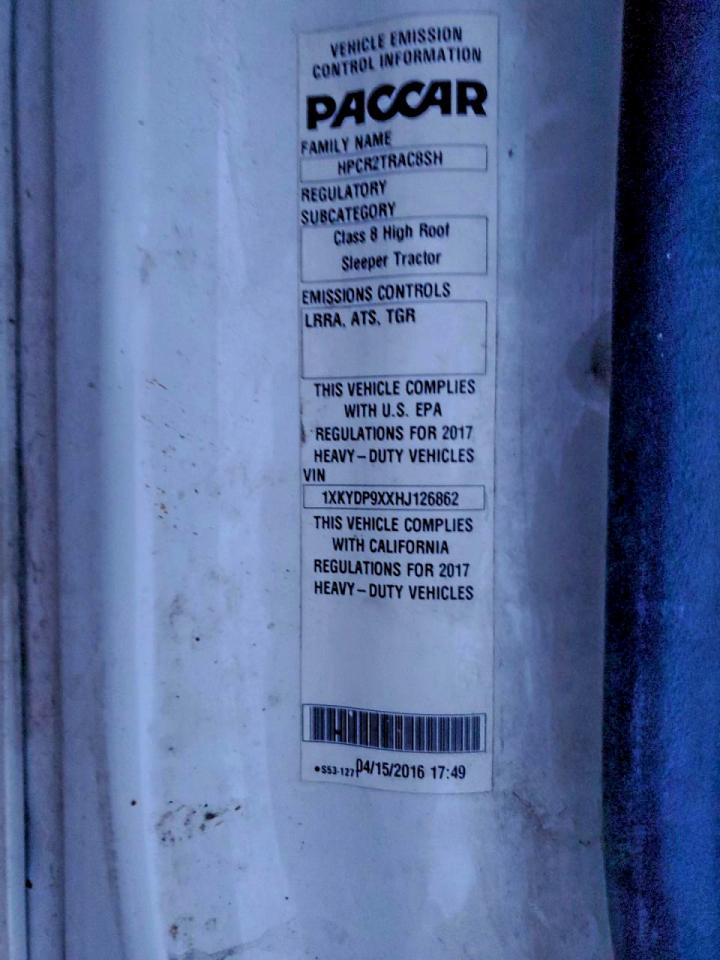 VEHICLE EMISSION
CONTROL INFORMATION
PACCAR
FAMILY NAME
HPCR2TRAC8SH
REGULATORY
SUBCATEGORY
Class 8 High Roof
Sleeper Tractor
EMISSIONS CONTROLS
LRRA, ATS, TGR
THIS VEHICLE COMPLIES
WITH U.S. EPA
REGULATIONS FOR 2017
HEAVY-DUTY VEHICLES
VIN
1XKYDP9XXHJ126862
THIS VEHICLE COMPLIES
WITH CALIFORNIA
REGULATIONS FOR 2017
HEAVY-DUTY VEHICLES
•S53-127 04/15/2016 17:49